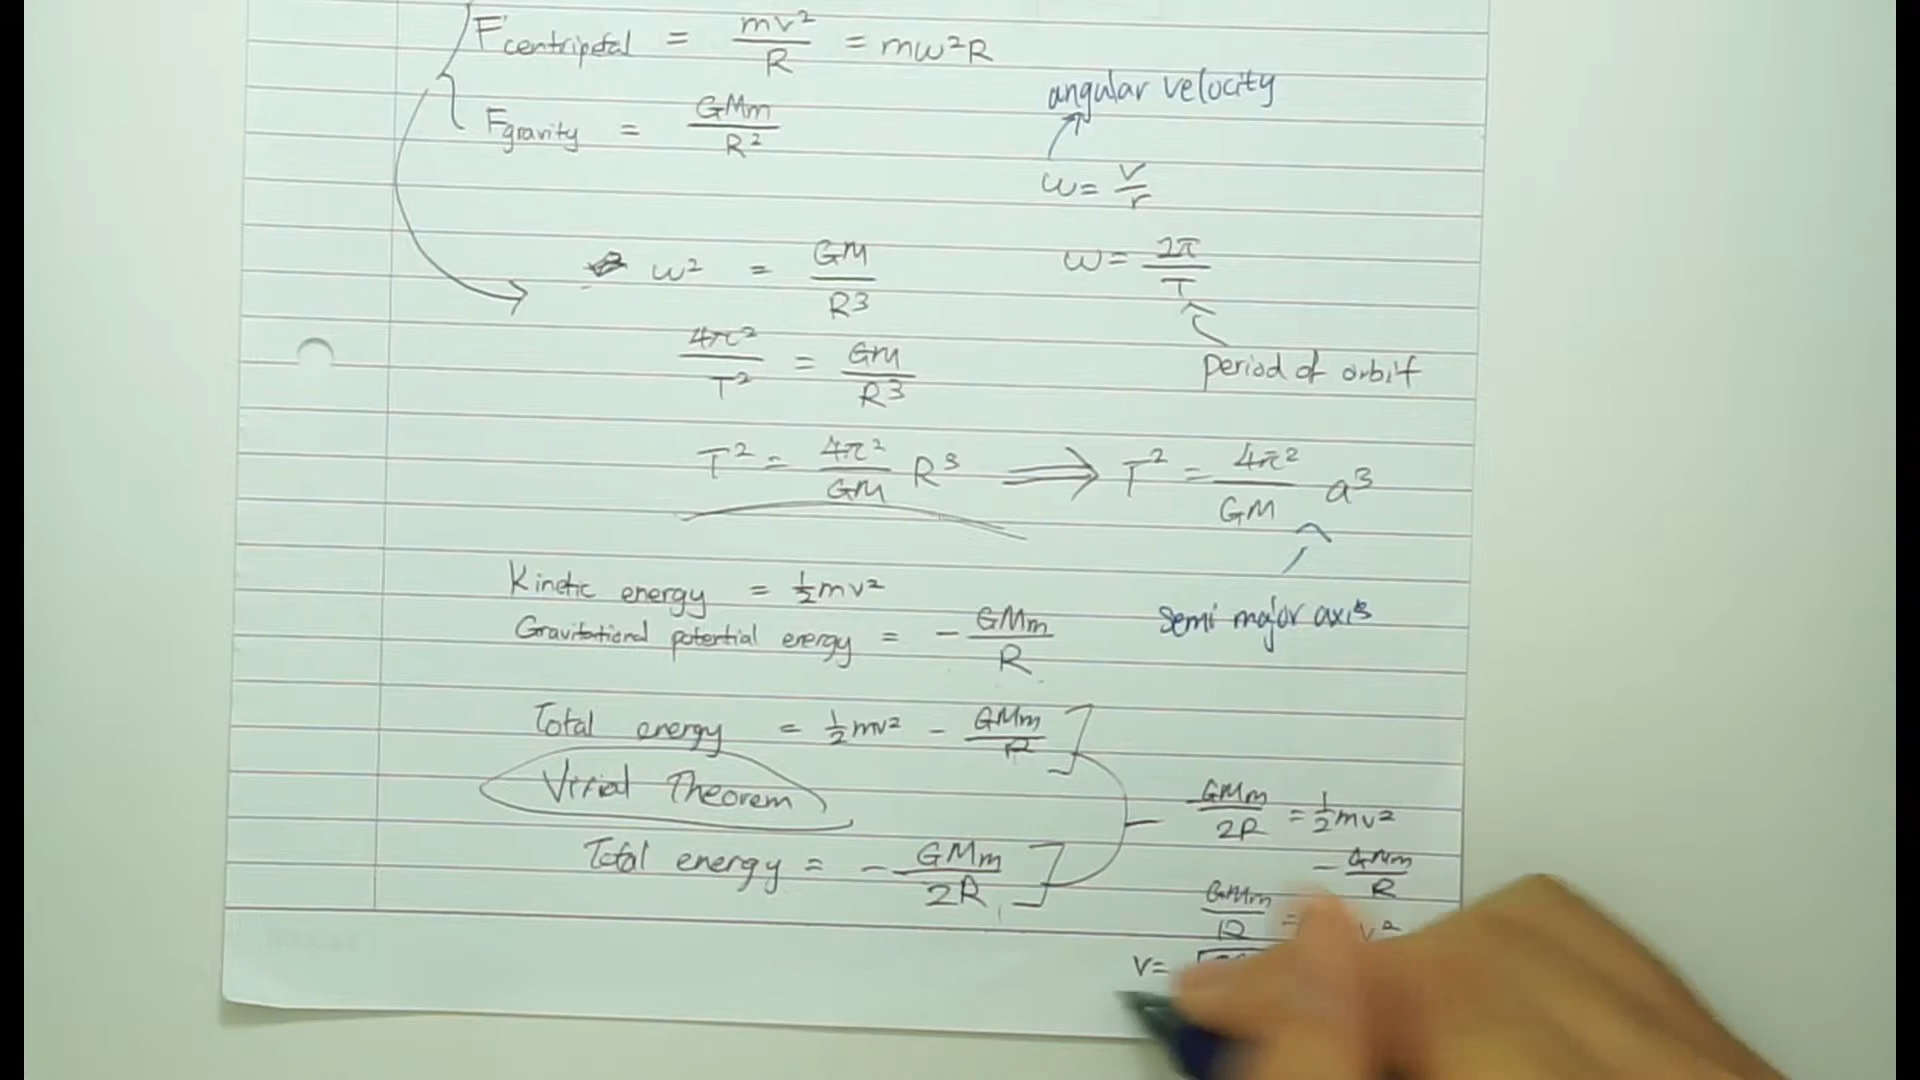 F centripetal = mv²/R = mω²R
angular velocity
F gravity = GMm/R²
ω = v/r
ω² = GM/R³
ω = 2π/T
4π²/T² = GM/R³
period of orbit
T² = 4π²/GM R³ ⟹ T² = 4π²/GM a³
Kinetic energy = ½mv²
semi major axis
Gravitational potential energy = - GMm/R
Total energy = ½mv² - GMm/R
Virial Theorem
GMm/2R = ½mv²
- GMm/R
Total energy = - GMm/2R
GMm/R = v²
v =